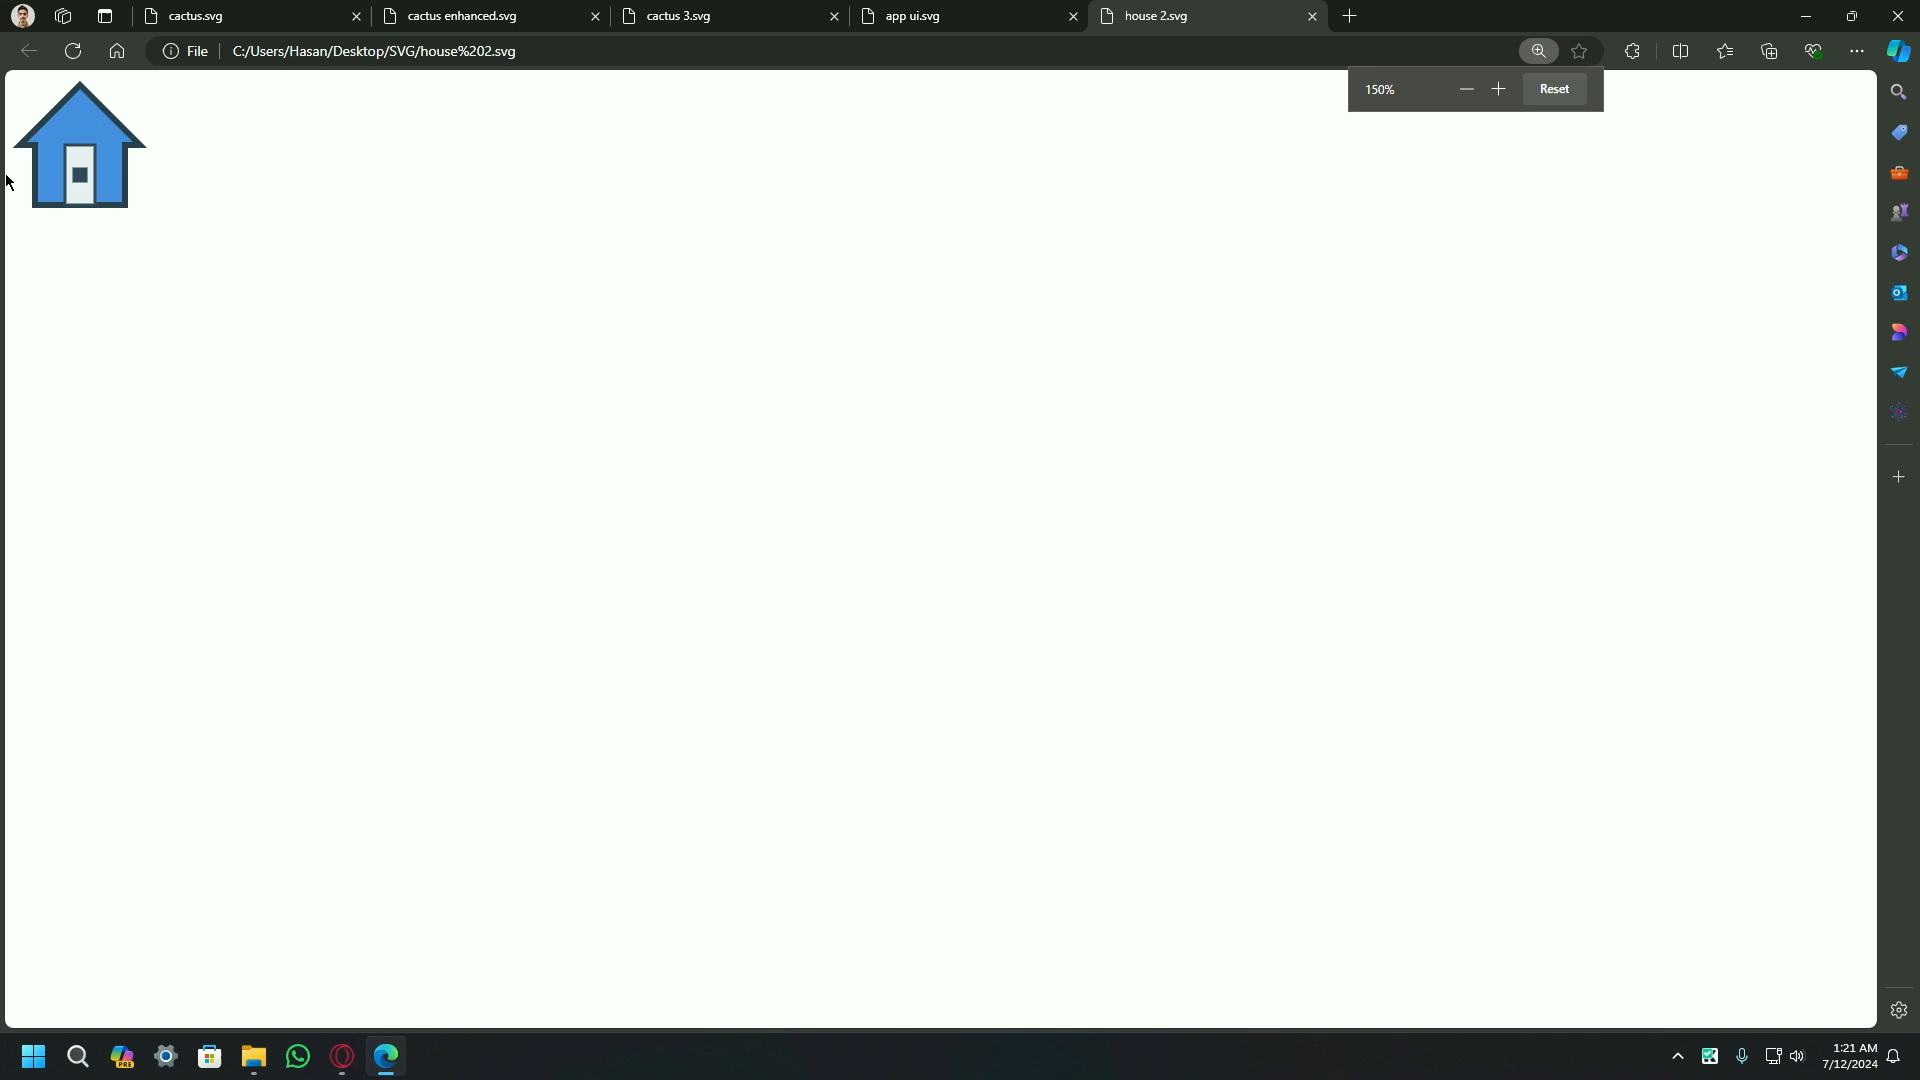 cactus.svg
cactus enhanced.svg
cactus 3.svg
app ui.svg
house 2.svg
File
C:/Users/Hasan/Desktop/SVG/house%202.svg
150%
Reset
PRE
1:21 AM
7/12/2024